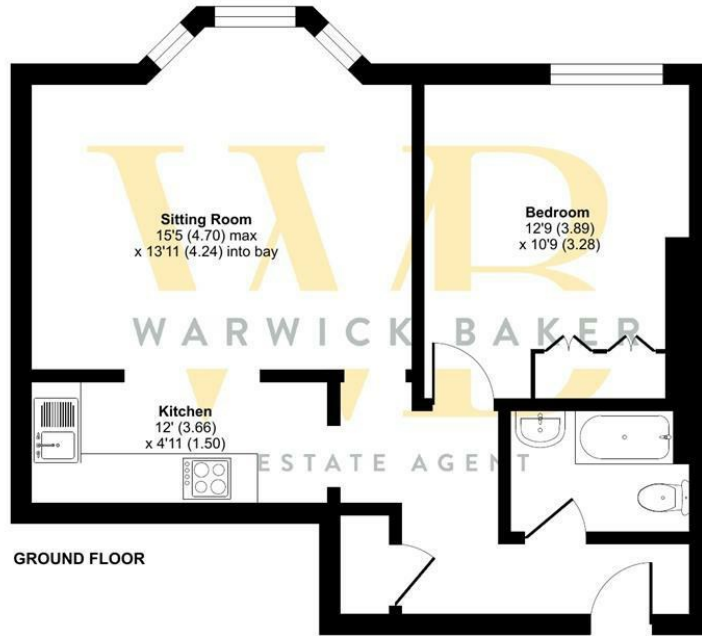 WB
Sitting Room
15'5 (4.70) max
x 13'11 (4.24) into bay
Bedroom
12'9 (3.89)
x 10'9 (3.28)
WARWICK BAKER
Kitchen
12' (3.66)
x 4'11 (1.50)
ESTATE AGENT
GROUND FLOOR